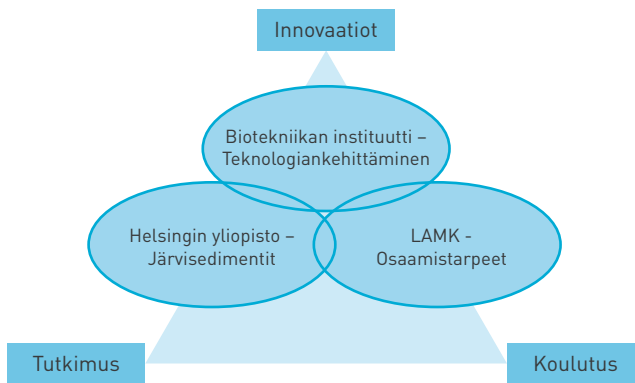 Innovaatiot
Biotekniikan instituutti –
Teknologiankehittäminen
Helsingin yliopisto –
Järvisedimentit
LAMK -
Osaamistarpeet
Tutkimus
Koulutus